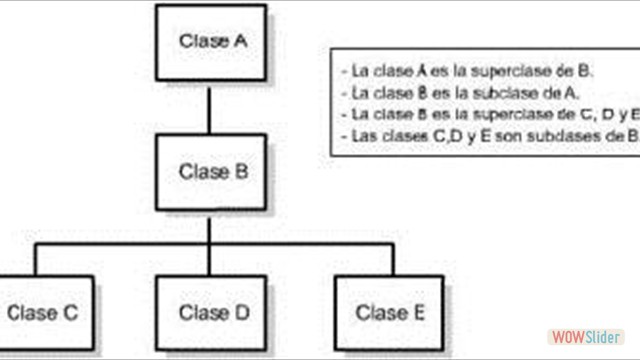 Clase A
- La clase A es la superclase de B.
- La clase B es la subclase de A.
- La clase B es la superclase de C, D y E
- Las clases C,D y E son subclases de B
Clase B
Clase C
Clase D
Clase E
WOWSlider